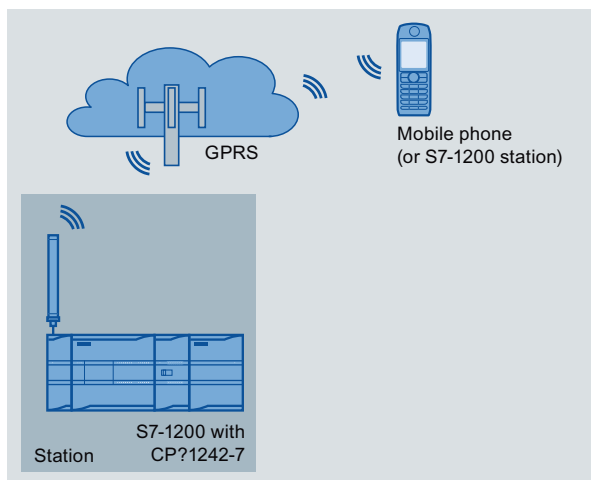 GPRS
Mobile phone
(or S7-1200 station)
S7-1200 with
Station CP?1242-7